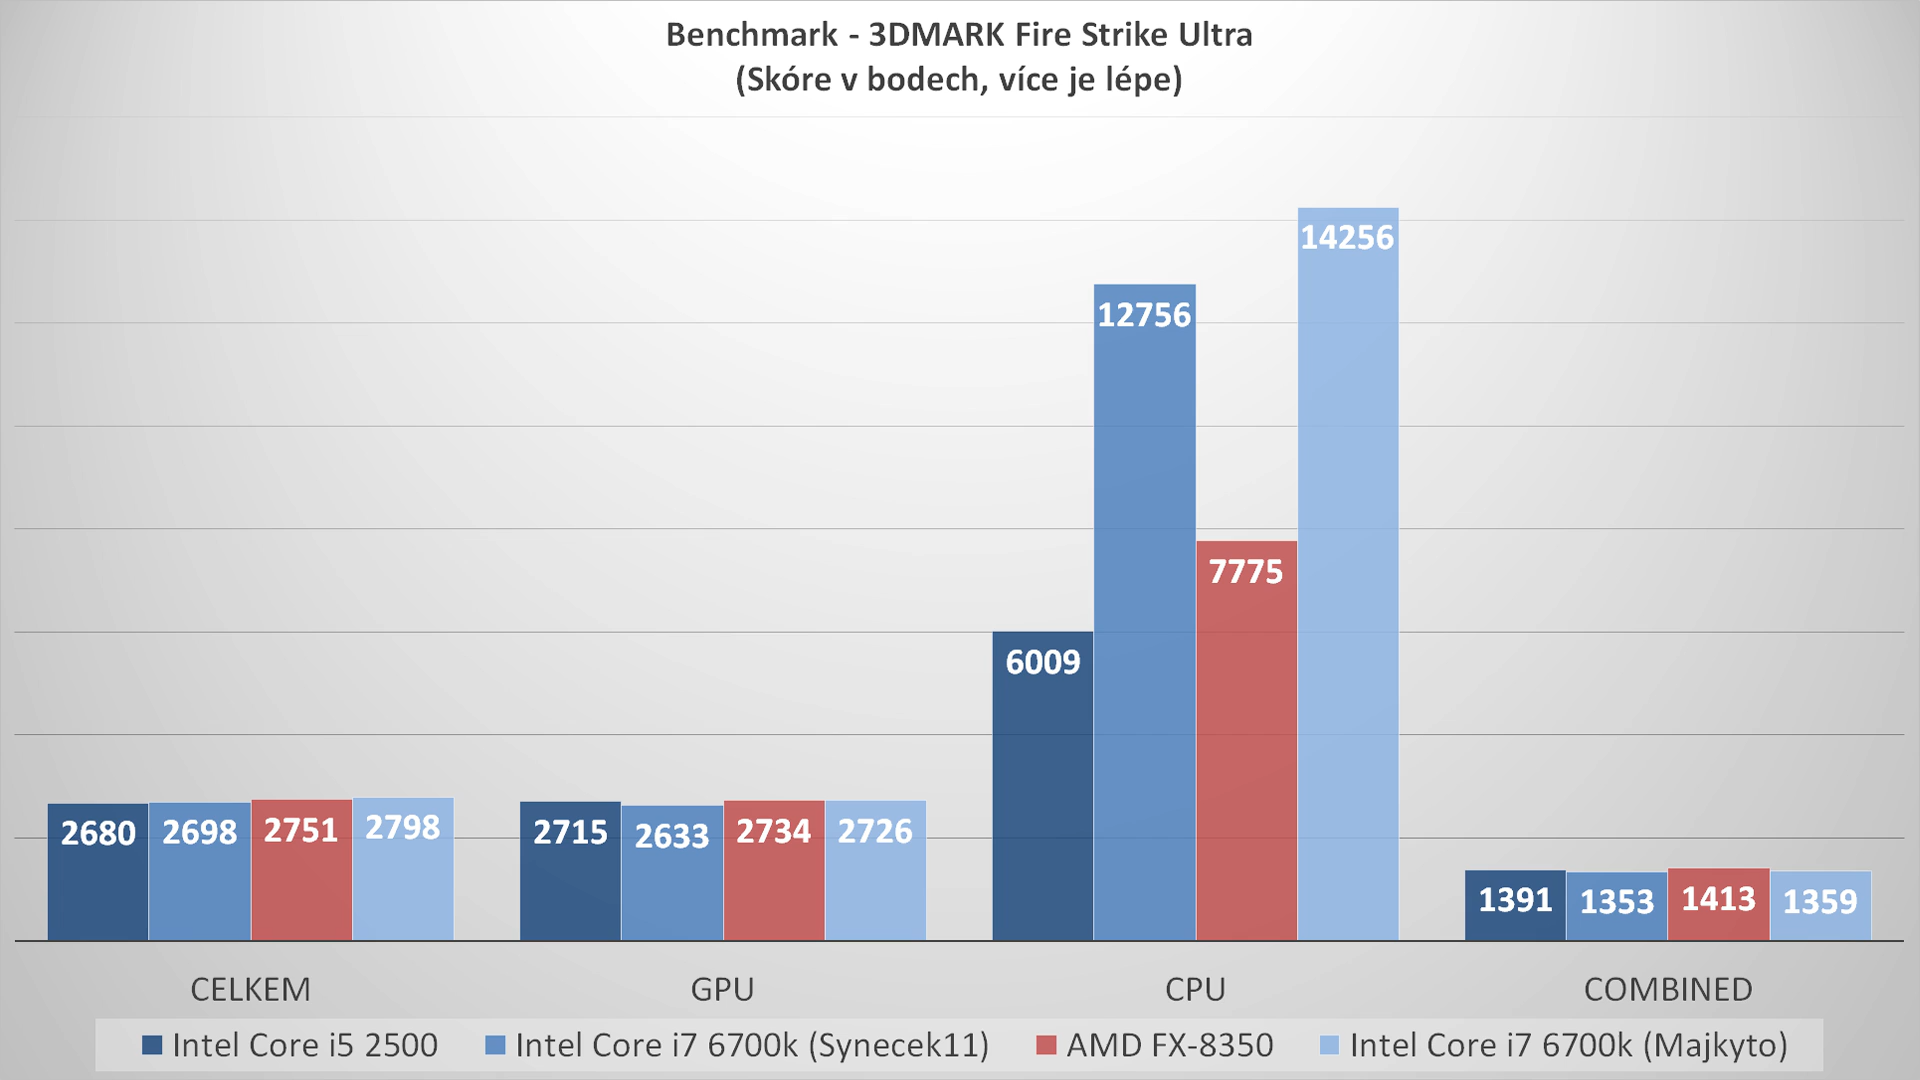 Benchmark - 3DMARK Fire Strike Ultra
(Skóre v bodech, více je lépe)
2680 2698 2751 2798
2715 2633 2734 2726
6009 12756 7775 14256
1391 1353 1413 1359
CELKEM GPU CPU COMBINED
Intel Core i5 2500 Intel Core i7 6700k (Synecek11) AMD FX-8350 Intel Core i7 6700k (Majkyto)